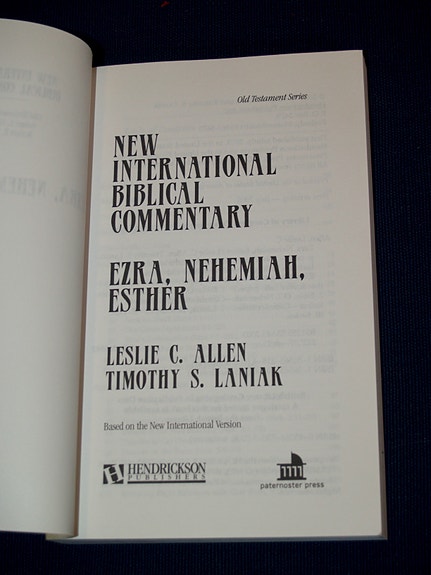 Old Testament Series
NEW
INTERNATIONAL
BIBLICAL
COMMENTARY
EZRA, NEHEMIAH,
ESTHER
LESLIE C. ALLEN
TIMOTHY S. LANIAK
Based on the New International Version
HENDRICKSON
PUBLISHERS
paternoster press